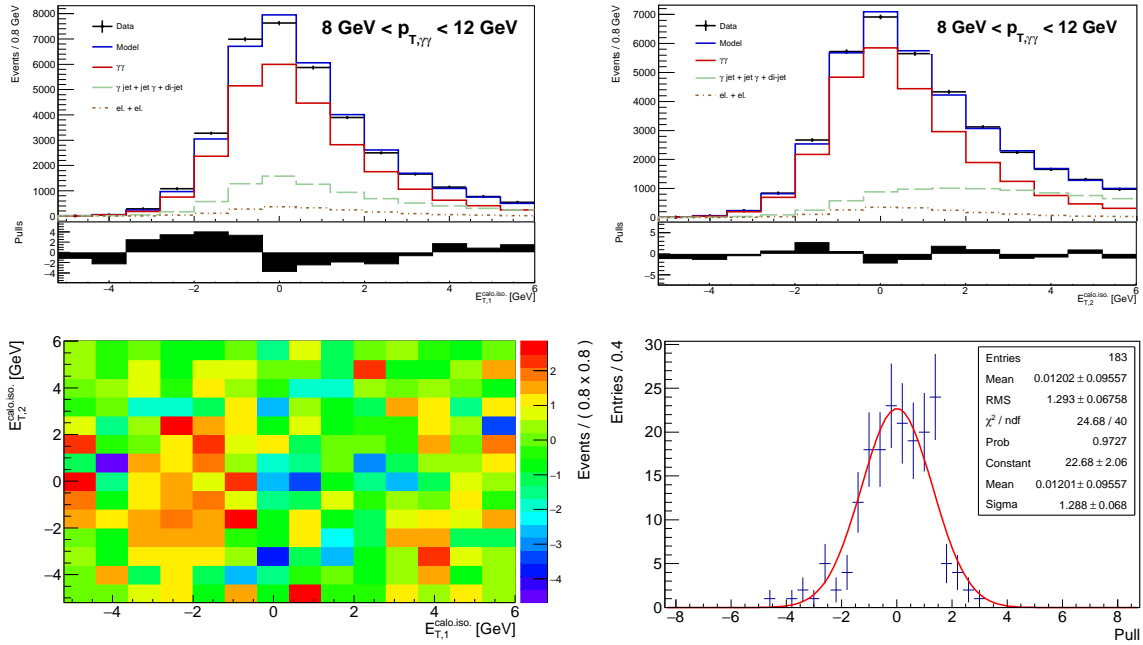 Events / 0.8 GeV
8000
7000
6000
5000
4000
3000
2000
1000
0
Data
Model
γγ
γ jet + jet γ + di-jet
el. + el.
8 GeV < p_{T,γγ} < 12 GeV
Pulls
4
2
0
−2
−4
−4 −2 0 2 4 6
E_{T,1}^{calo.iso.} [GeV]
Events / 0.8 GeV
7000
6000
5000
4000
3000
2000
1000
0
Data
Model
γγ
γ jet + jet γ + di-jet
el. + el.
8 GeV < p_{T,γγ} < 12 GeV
Pulls
5
0
−5
−4 −2 0 2 4 6
E_{T,2}^{calo.iso.} [GeV]
E_{T,2}^{calo.iso.} [GeV]
6
4
2
0
−2
−4
−4 −2 0 2 4 6
E_{T,1}^{calo.iso.} [GeV]
2
1
0
−1
−2
−3
−4
Events / ( 0.8 x 0.8 )
Entries / 0.4
30
25
20
15
10
5
0
Entries 183
Mean 0.01202 ± 0.09557
RMS 1.293 ± 0.06758
χ² / ndf 24.68 / 40
Prob 0.9727
Constant 22.68 ± 2.06
Mean 0.01201 ± 0.09557
Sigma 1.288 ± 0.068
−8 −6 −4 −2 0 2 4 6 8
Pull